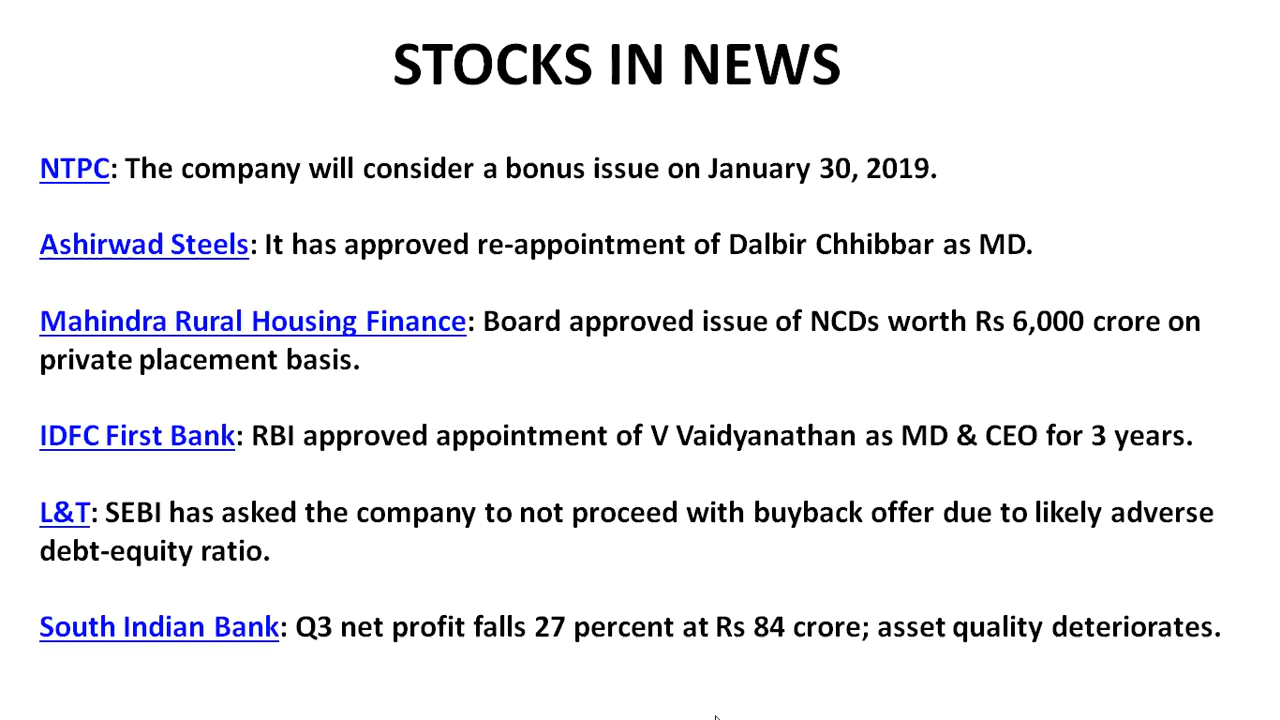 STOCKS IN NEWS
NTPC: The company will consider a bonus issue on January 30, 2019.
Ashirwad Steels: It has approved re-appointment of Dalbir Chhibbar as MD.
Mahindra Rural Housing Finance: Board approved issue of NCDs worth Rs 6,000 crore on
private placement basis.
IDFC First Bank: RBI approved appointment of V Vaidyanathan as MD & CEO for 3 years.
L&T: SEBI has asked the company to not proceed with buyback offer due to likely adverse
debt-equity ratio.
South Indian Bank: Q3 net profit falls 27 percent at Rs 84 crore; asset quality deteriorates.